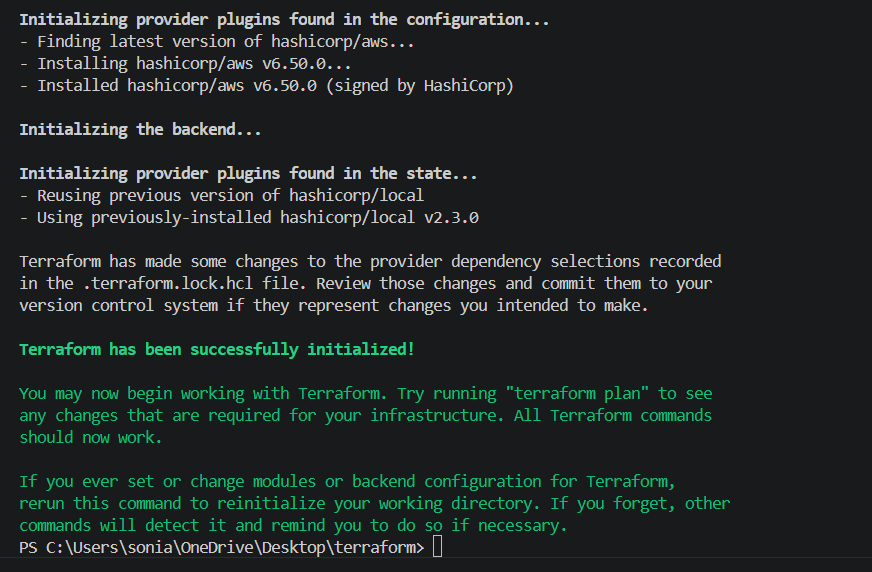 Initializing provider plugins found in the configuration...
- Finding latest version of hashicorp/aws...
- Installing hashicorp/aws v6.50.0...
- Installed hashicorp/aws v6.50.0 (signed by HashiCorp)
Initializing the backend...
Initializing provider plugins found in the state...
- Reusing previous version of hashicorp/local
- Using previously-installed hashicorp/local v2.3.0
Terraform has made some changes to the provider dependency selections recorded
in the .terraform.lock.hcl file. Review those changes and commit them to your
version control system if they represent changes you intended to make.
Terraform has been successfully initialized!
You may now begin working with Terraform. Try running "terraform plan" to see
any changes that are required for your infrastructure. All Terraform commands
should now work.
If you ever set or change modules or backend configuration for Terraform,
rerun this command to reinitialize your working directory. If you forget, other
commands will detect it and remind you to do so if necessary.
PS C:\Users\sonia\OneDrive\Desktop\terraform>